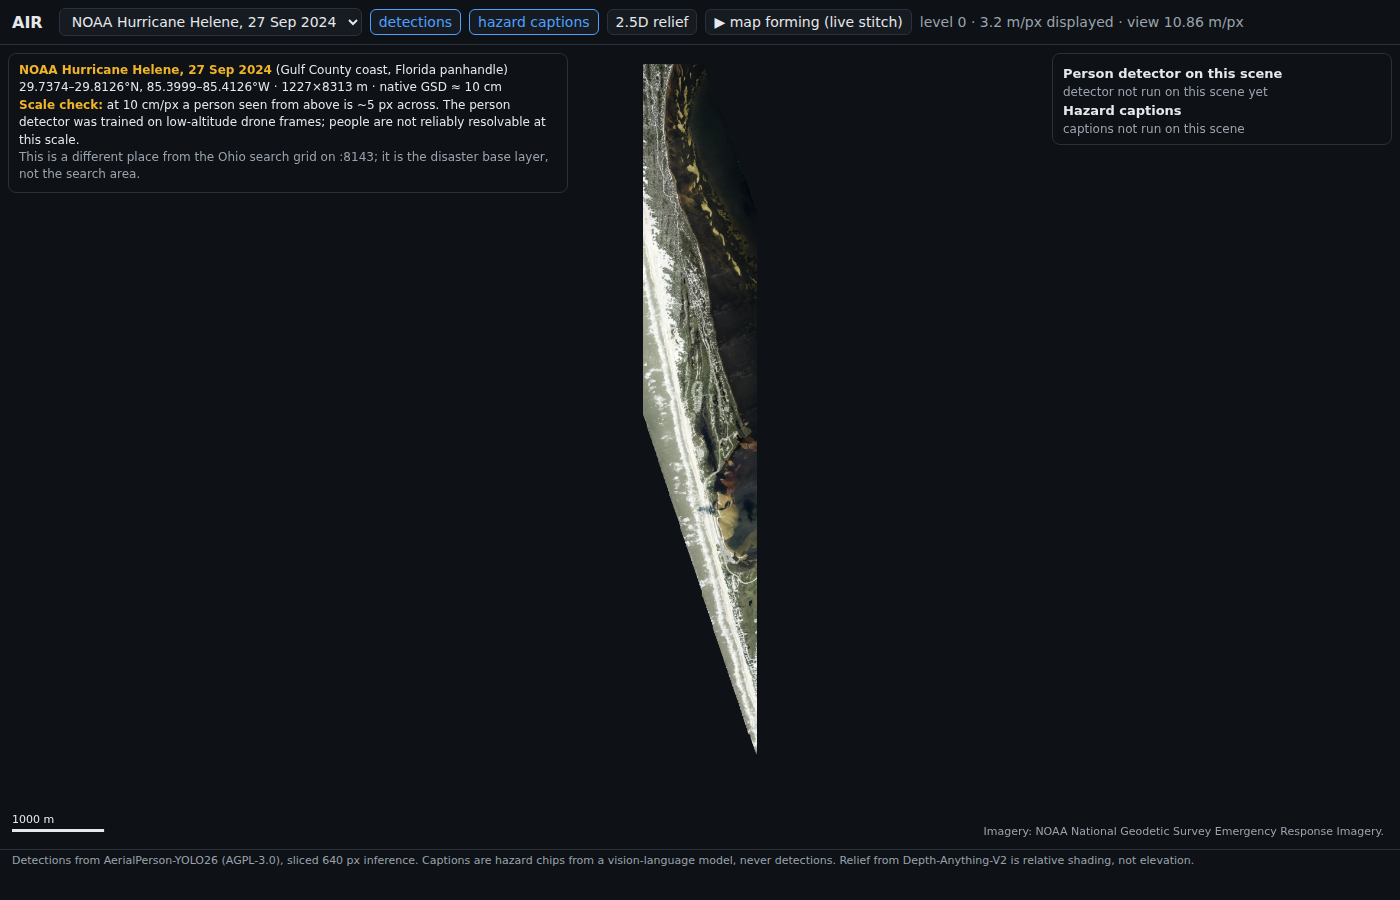 AIR NOAA Hurricane Helene, 27 Sep 2024 detections hazard captions 2.5D relief ▶ map forming (live stitch) level 0 · 3.2 m/px displayed · view 10.86 m/px
NOAA Hurricane Helene, 27 Sep 2024 (Gulf County coast, Florida panhandle)
29.7374–29.8126°N, 85.3999–85.4126°W · 1227×8313 m · native GSD ≈ 10 cm
Scale check: at 10 cm/px a person seen from above is ~5 px across. The person
detector was trained on low-altitude drone frames; people are not reliably resolvable at
this scale.
This is a different place from the Ohio search grid on :8143; it is the disaster base layer,
not the search area.
Person detector on this scene
detector not run on this scene yet
Hazard captions
captions not run on this scene
1000 m
Imagery: NOAA National Geodetic Survey Emergency Response Imagery.
Detections from AerialPerson-YOLO26 (AGPL-3.0), sliced 640 px inference. Captions are hazard chips from a vision-language model, never detections. Relief from Depth-Anything-V2 is relative shading, not elevation.